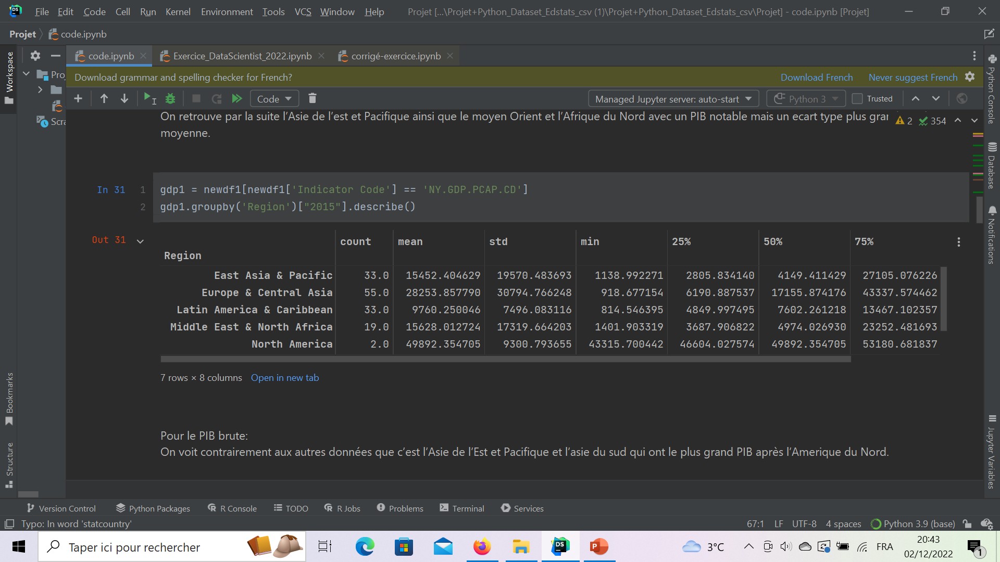 File Edit Code Cell Run Kernel Environment Tools VCS Window Help Projet [...\Projet+Python_Dataset_Edstats_csv (1)\Projet+Python_Dataset_Edstats_csv\Projet] - code.ipynb [Projet]
Projet code.ipynb
code.ipynb Exercice_DataScientist_2022.ipynb corrigé-exercice.ipynb
Download grammar and spelling checker for French? Download French Never suggest French
Code Managed Jupyter server: auto-start Python 3 Trusted
On retrouve par la suite l'Asie de l'est et Pacifique ainsi que le moyen Orient et l'Afrique du Nord avec un PIB notable mais un ecart type plus grar 2 354
moyenne.
In 31 1 gdp1 = newdf1[newdf1['Indicator Code'] == 'NY.GDP.PCAP.CD']
2 gdp1.groupby('Region')["2015"].describe()
Out 31 count mean std min 25% 50% 75%
Region
East Asia & Pacific 33.0 15452.404629 19570.483693 1138.992271 2805.834140 4149.411429 27105.076226
Europe & Central Asia 55.0 28253.857790 30794.766248 918.677154 6190.887537 17155.874176 43337.574462
Latin America & Caribbean 33.0 9760.250046 7496.083116 814.546395 4849.997495 7602.261218 13467.102357
Middle East & North Africa 19.0 15628.012724 17319.664203 1401.903319 3687.906822 4974.026930 23252.481693
North America 2.0 49892.354705 9300.793655 43315.700442 46604.027574 49892.354705 53180.681837
7 rows × 8 columns Open in new tab
Pour le PIB brute:
On voit contrairement aux autres données que c'est l'Asie de l'Est et Pacifique et l'asie du sud qui ont le plus grand PIB après l'Amerique du Nord.
Workspace
Proj
Scra
Bookmarks
Structure
Python Console
Database
Notifications
Jupyter Variables
Version Control Python Packages R Console TODO R Jobs Problems Terminal Services
Typo: In word 'statcountry' 67:1 LF UTF-8 4 spaces Python 3.9 (base)
Taper ici pour rechercher 3°C FRA 20:43
02/12/2022 1